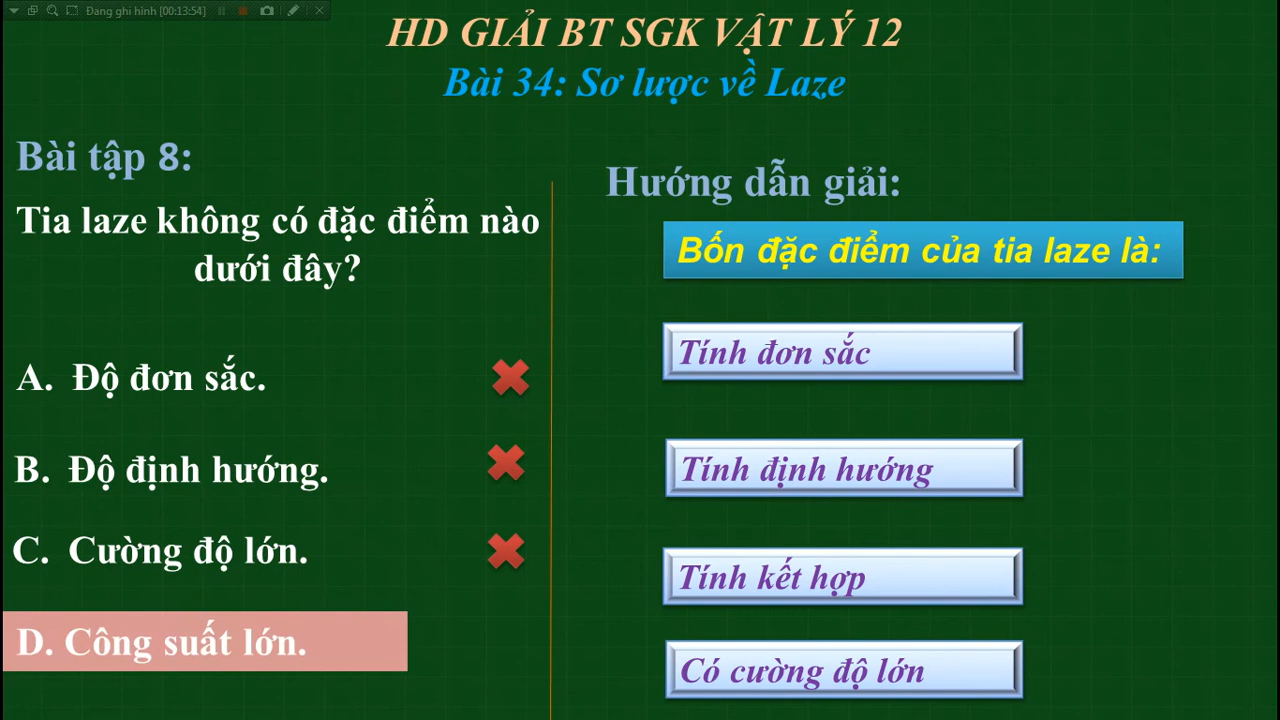 Đang ghi hình [00:13:54]
HD GIẢI BT SGK VẬT LÝ 12
Bài 34: Sơ lược về Laze
Bài tập 8:
Tia laze không có đặc điểm nào
dưới đây?
A. Độ đơn sắc.
B. Độ định hướng.
C. Cường độ lớn.
D. Công suất lớn.
Hướng dẫn giải:
Bốn đặc điểm của tia laze là:
Tính đơn sắc
Tính định hướng
Tính kết hợp
Có cường độ lớn